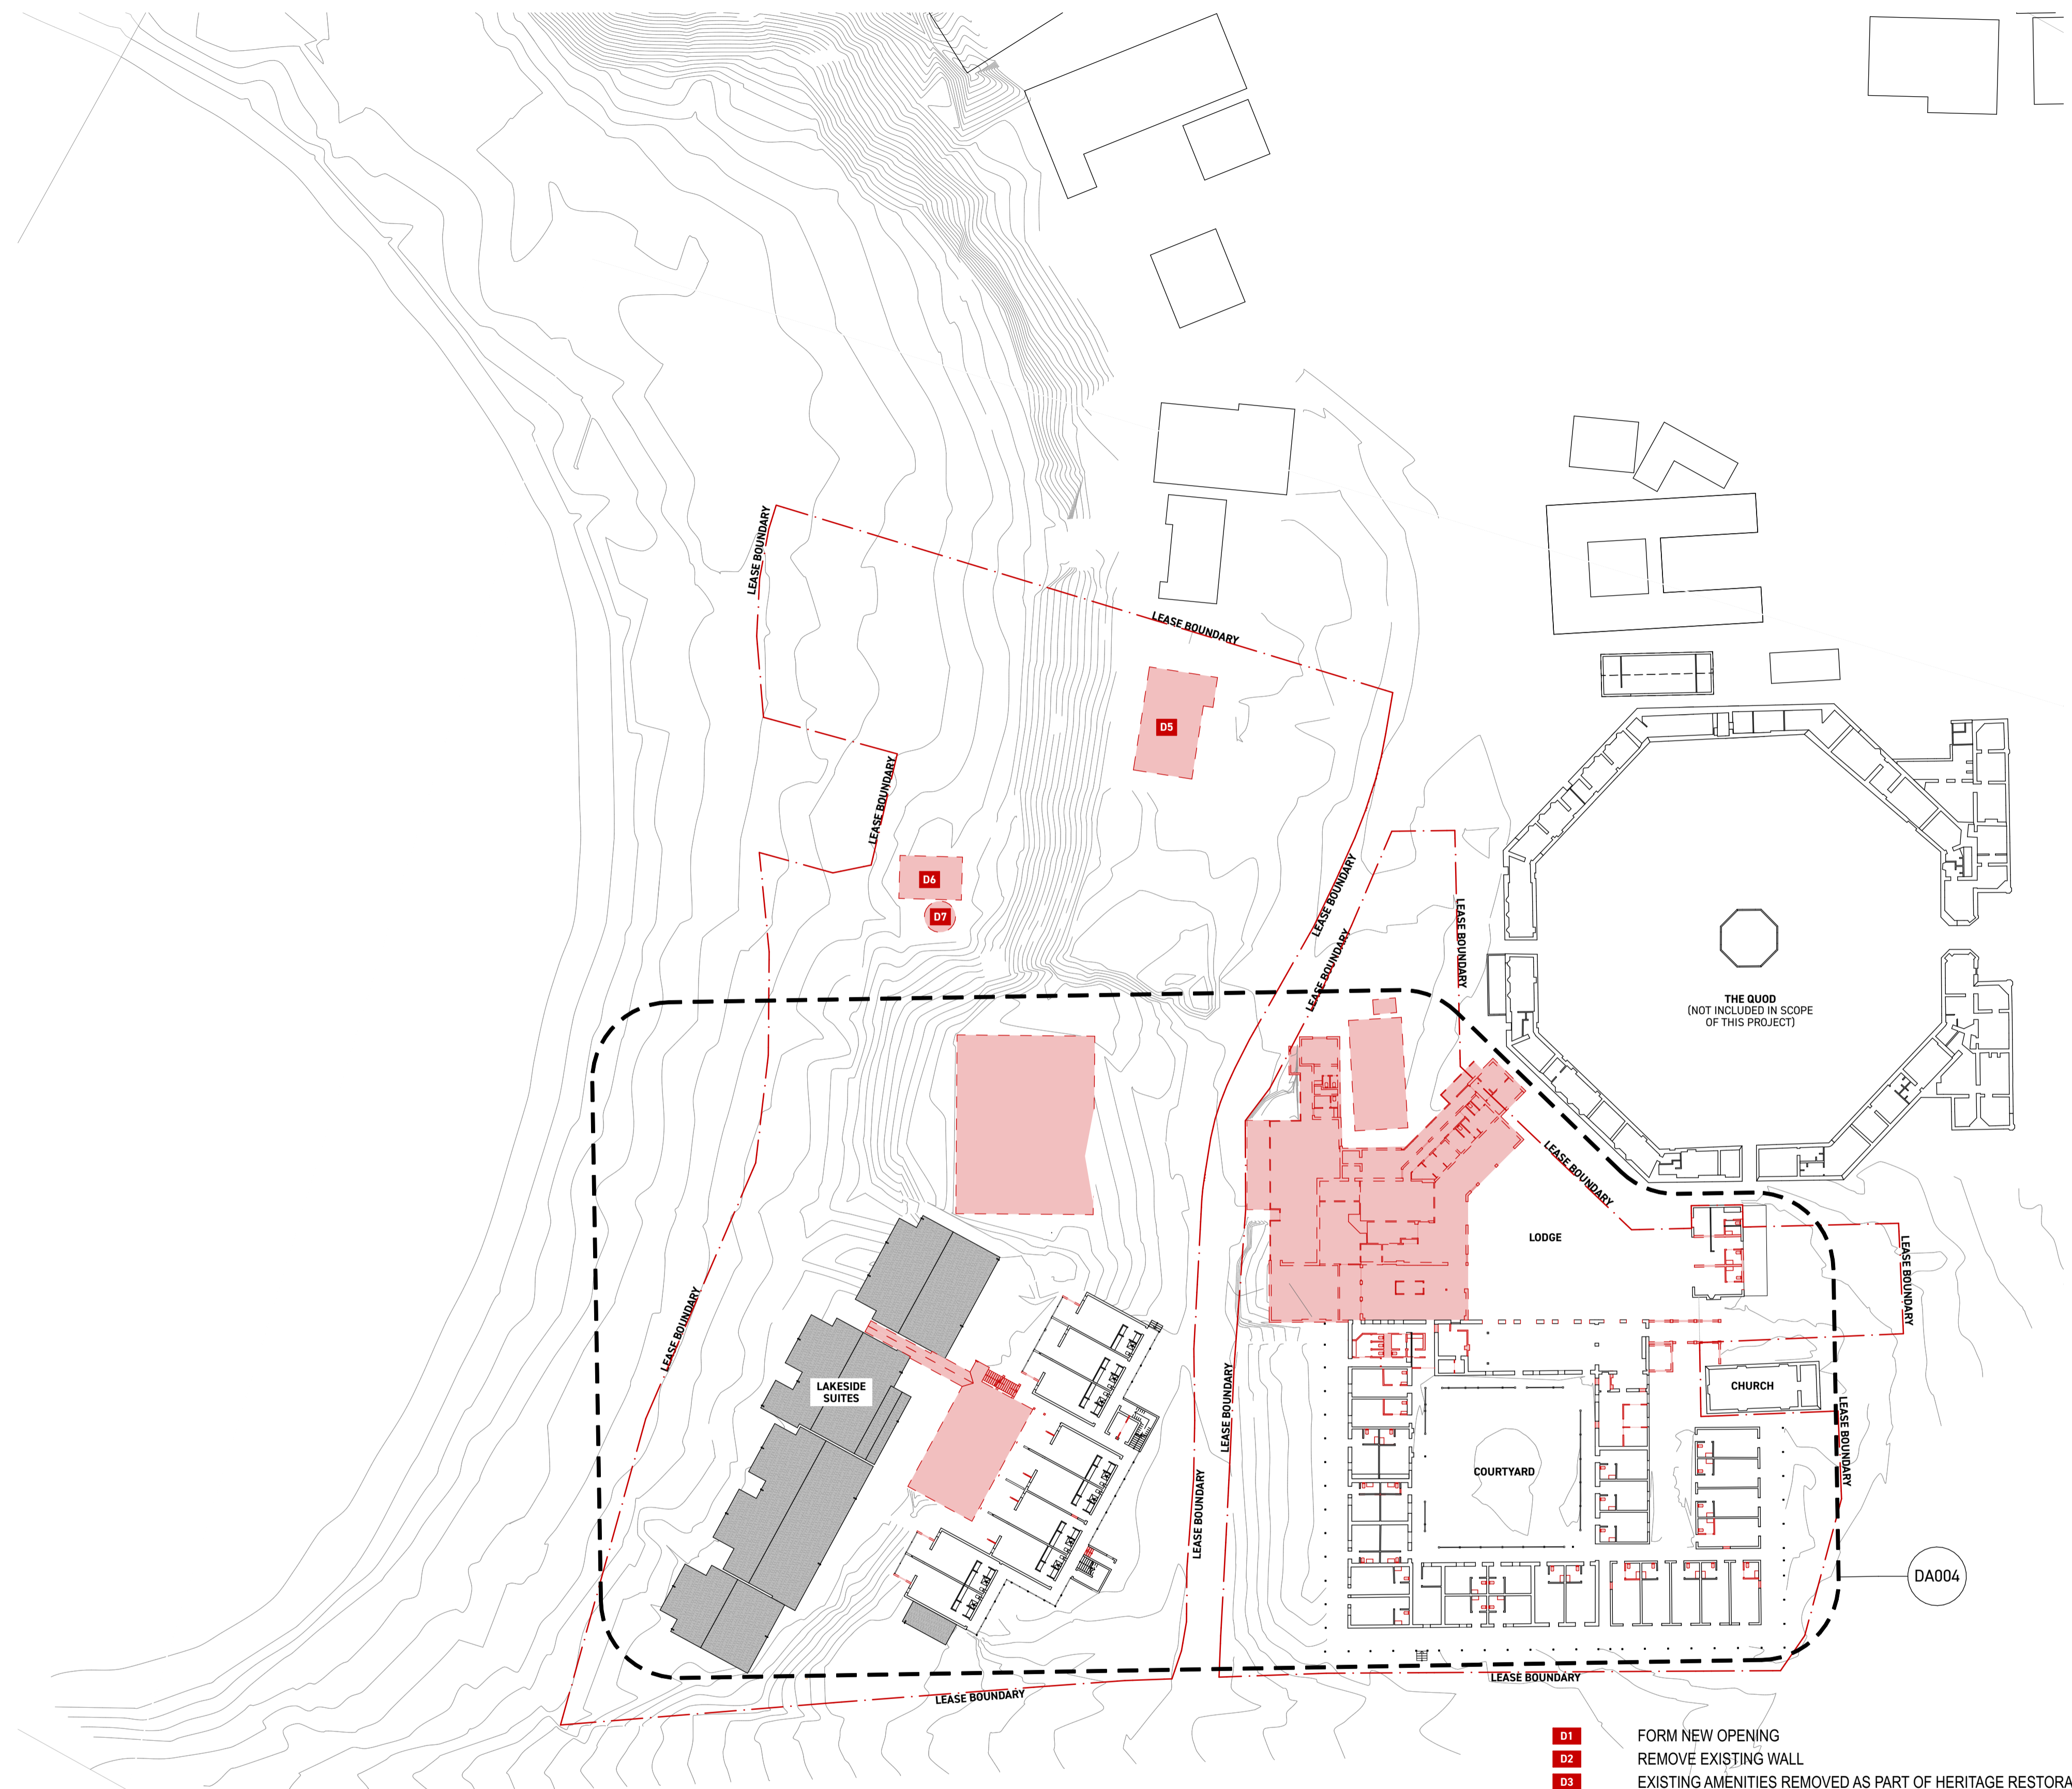 LEASE BOUNDARY
LEASE BOUNDARY
D5
LEASE BOUNDARY
D6
D7
LEASE BOUNDARY
LEASE BOUNDARY
LEASE BOUNDARY
THE QUOD
(NOT INCLUDED IN SCOPE
OF THIS PROJECT)
LEASE BOUNDARY
LODGE
LEASE BOUNDARY
LEASE BOUNDARY
LAKESIDE
SUITES
CHURCH
LEASE BOUNDARY
LEASE BOUNDARY
COURTYARD
LEASE BOUNDARY
DA004
LEASE BOUNDARY
LEASE BOUNDARY
D1 FORM NEW OPENING
D2 REMOVE EXISTING WALL
D3 EXISTING AMENITIES REMOVED AS PART OF HERITAGE RESTORA